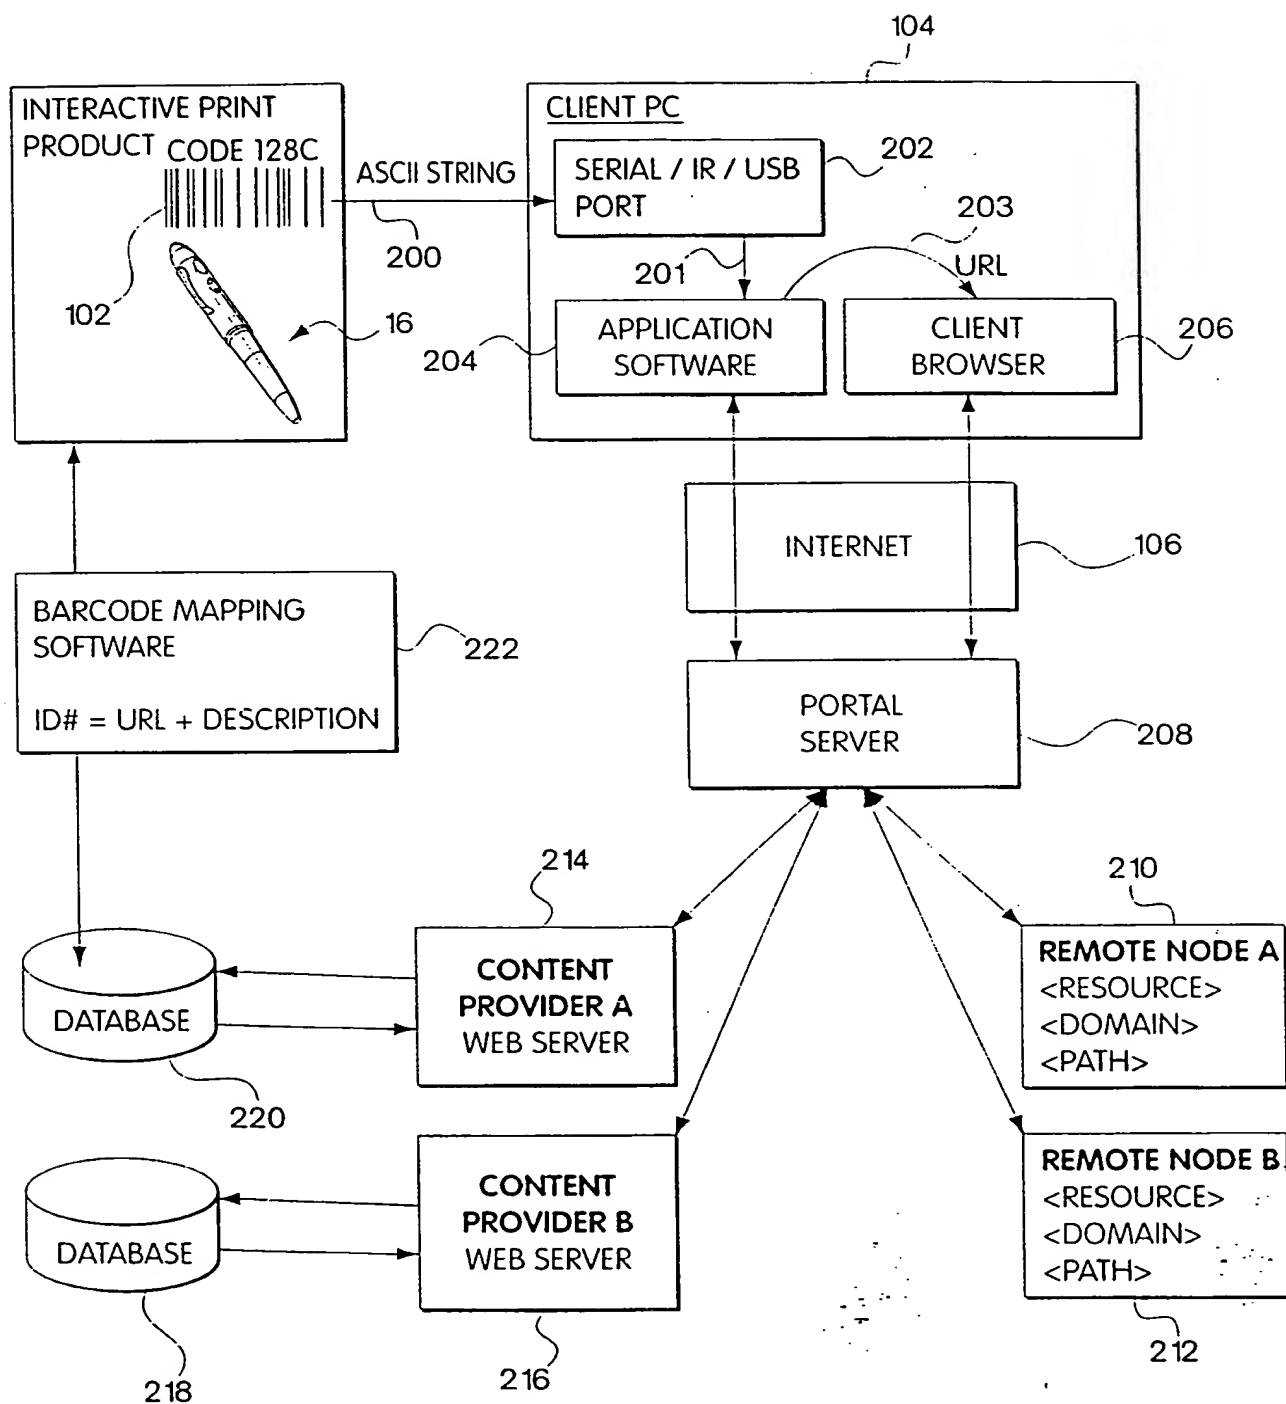 104
INTERACTIVE PRINT
PRODUCT
CODE 128C
102
16
ASCII STRING
200
CLIENT PC
SERIAL / IR / USB
PORT
202
201
203
URL
APPLICATION
SOFTWARE
204
CLIENT
BROWSER
206
INTERNET
106
BARCODE MAPPING
SOFTWARE
ID# = URL + DESCRIPTION
222
PORTAL
SERVER
208
214
210
DATABASE
220
CONTENT
PROVIDER A
WEB SERVER
REMOTE NODE A
<RESOURCE>
<DOMAIN>
<PATH>
DATABASE
218
CONTENT
PROVIDER B
WEB SERVER
216
REMOTE NODE B
<RESOURCE>
<DOMAIN>
<PATH>
212